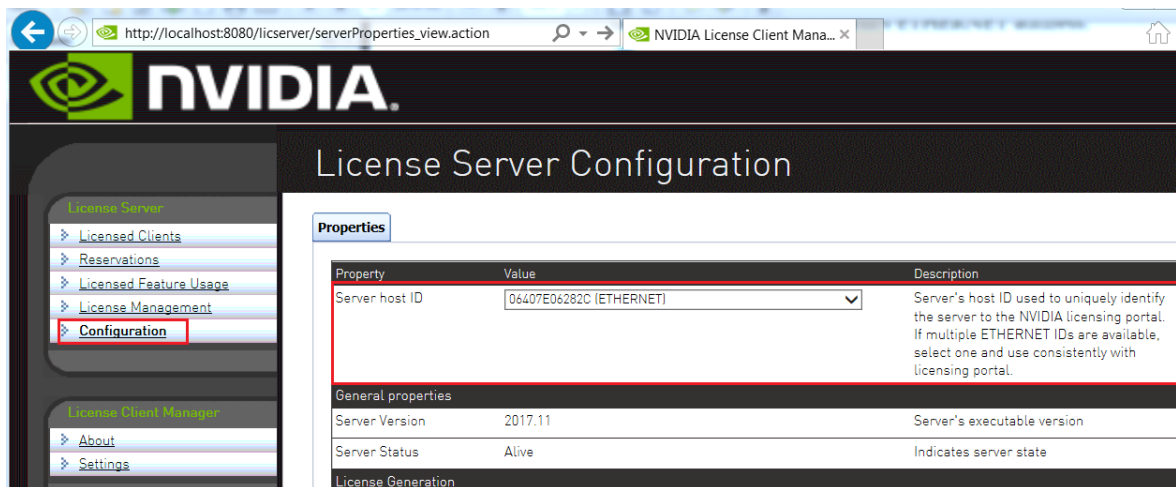 http://localhost:8080/licserver/serverProperties_view.action
NVIDIA License Client Mana...
NVIDIA.
License Server Configuration
License Server
Licensed Clients
Reservations
Licensed Feature Usage
License Management
Configuration
License Client Manager
About
Settings
Properties
Property Value Description
Server host ID 06407E06282C (ETHERNET) Server's host ID used to uniquely identify
the server to the NVIDIA licensing portal.
If multiple ETHERNET IDs are available,
select one and use consistently with
licensing portal.
General properties
Server Version 2017.11 Server's executable version
Server Status Alive Indicates server state
License Generation